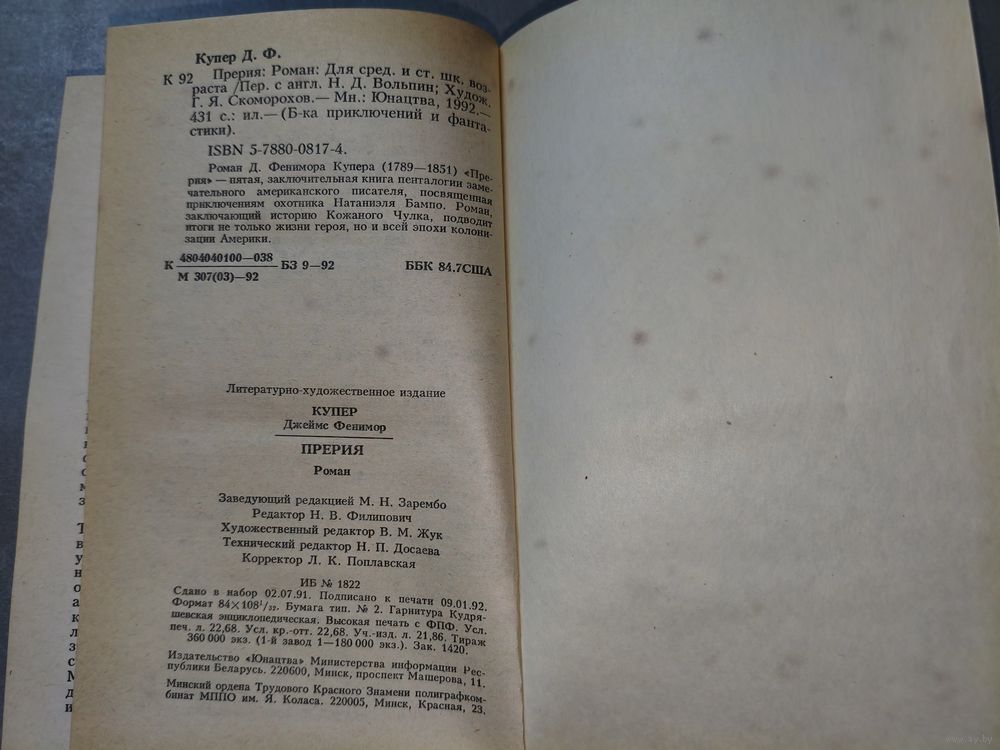 Купер Д. Ф.
К 92 Прерия: Роман: Для сред. и ст. шк. воз-
раста /Пер. с англ. Н. Д. Вольпин; Худож.
Г. Я. Скоморохов.— Мн.: Юнацтва, 1992.—
431 с.: ил.— (Б-ка приключений и фанта-
стики).
ISBN 5-7880-0817-4.
Роман Д. Фенимора Купера (1789—1851) «Пре-
рия» — пятая, заключительная книга пенталогии заме-
чательного американского писателя, посвященная
приключениям охотника Натаниэля Бампо. Роман,
заключающий историю Кожаного Чулка, подводит
итоги не только жизни героя, но и всей эпохи колони-
зации Америки.
К 4804040100—038 БЗ 9—92 ББК 84.7США
М 307(03)—92
Литературно-художественное издание
КУПЕР
Джеймс Фенимор
ПРЕРИЯ
Роман
Заведующий редакцией М. Н. Зарембо
Редактор Н. В. Филипович
Художественный редактор В. М. Жук
Технический редактор Н. П. Досаева
Корректор Л. К. Поплавская
ИБ № 1822
Сдано в набор 02.07.91. Подписано к печати 09.01.92.
Формат 84×108¹/₃₂. Бумага тип. № 2. Гарнитура Кудря-
шевская энциклопедическая. Высокая печать с ФПФ. Усл.
печ. л. 22,68. Усл. кр.-отт. 22,68. Уч.-изд. л. 21,86. Тираж
360 000 экз. (1-й завод 1—180 000 экз.). Зак. 1420.
Издательство «Юнацтва» Министерства информации Рес-
публики Беларусь. 220600, Минск, проспект Машерова, 11.
Минский ордена Трудового Красного Знамени полиграфком-
бинат МППО им. Я. Коласа. 220005, Минск, Красная, 23.
www.ay.by